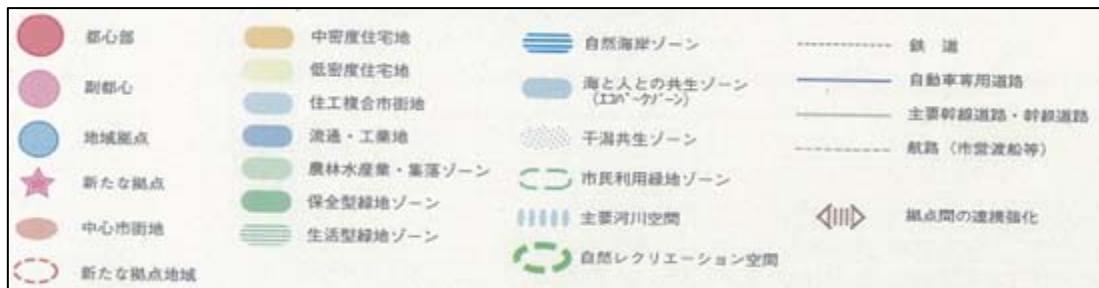 都心部
副都心
地域拠点
新たな拠点
中心市街地
新たな拠点地域
中密度住宅地
低密度住宅地
住工複合市街地
流通・工業地
農林水産業・集落ゾーン
保全型緑地ゾーン
生活型緑地ゾーン
自然海岸ゾーン
海と人との共生ゾーン
(エコパークゾーン)
干潟共生ゾーン
市民利用緑地ゾーン
主要河川空間
自然レクリエーション空間
鉄道
自動車専用道路
主要幹線道路・幹線道路
航路(市営渡船等)
拠点間の連携強化